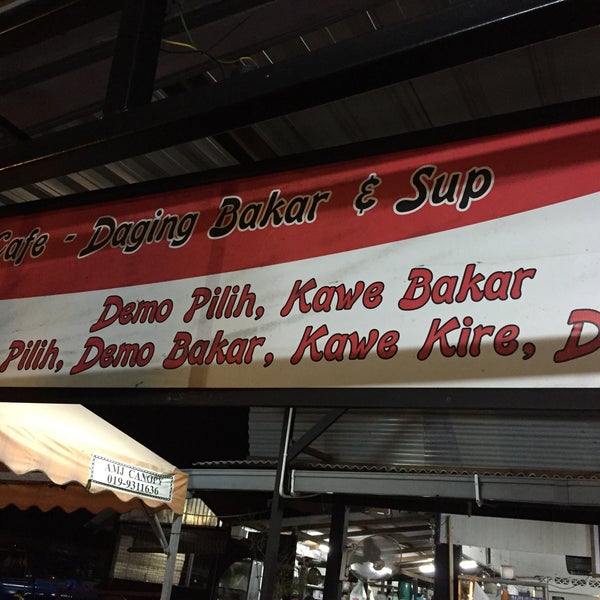 Cafe - Daging Bakar & Sup
Demo Pilih, Kawe Bakar
Pilih, Demo Bakar, Kawe Kire, D
AMJ CANOPY
019-9311636